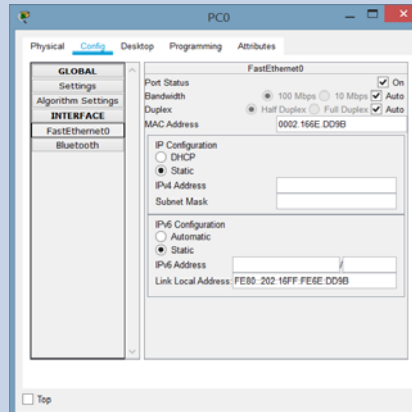 PC0
Physical Config Desktop Programming Attributes
GLOBAL
Settings
Algorithm Settings
INTERFACE
FastEthernet0
Bluetooth
FastEthernet0
Port Status On
Bandwidth 100 Mbps 10 Mbps Auto
Duplex Half Duplex Full Duplex Auto
MAC Address 0002.166E.DD9B
IP Configuration
DHCP
Static
IPv4 Address
Subnet Mask
IPv6 Configuration
Automatic
Static
IPv6 Address /
Link Local Address: FE80::202:16FF:FE6E:DD9B
Top